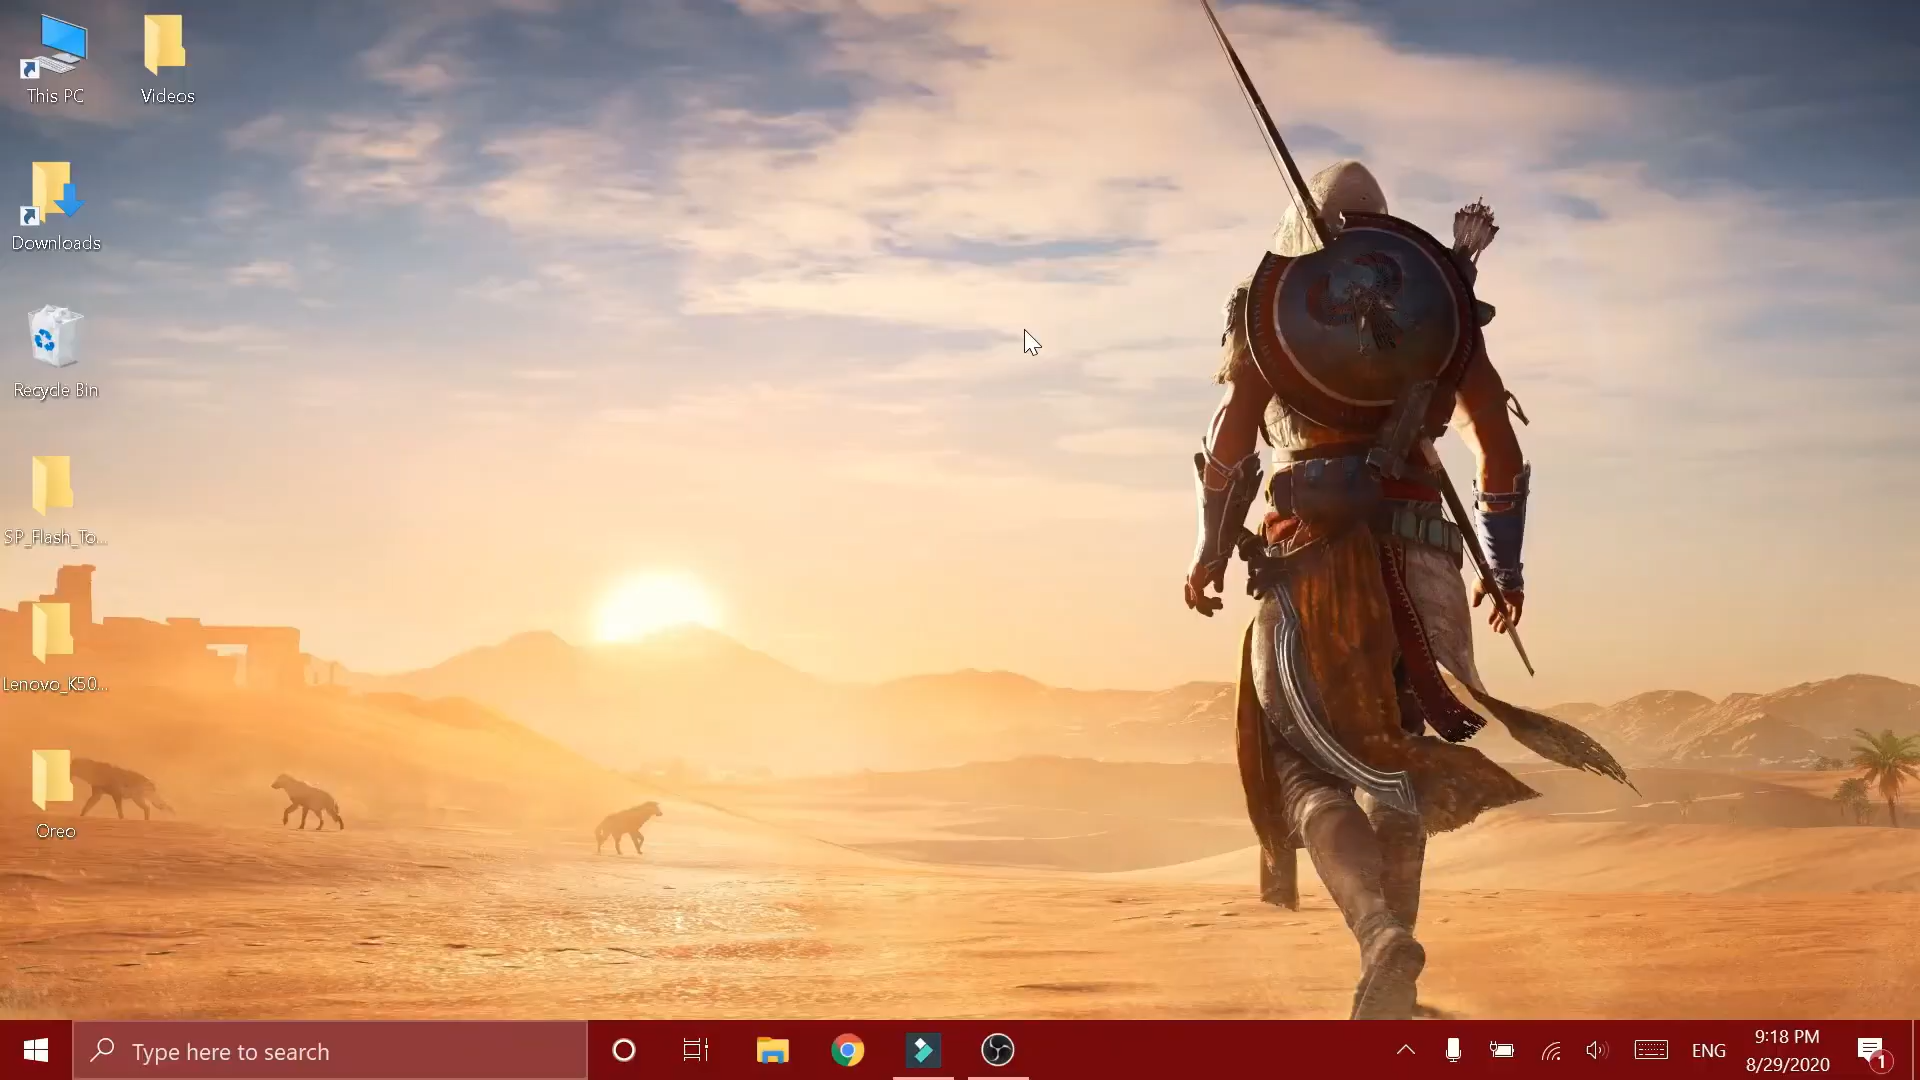 This PC
Videos
Downloads
Recycle Bin
SP_Flash_To...
Lenovo_K50...
Oreo
Type here to search
ENG
9:18 PM
8/29/2020
1